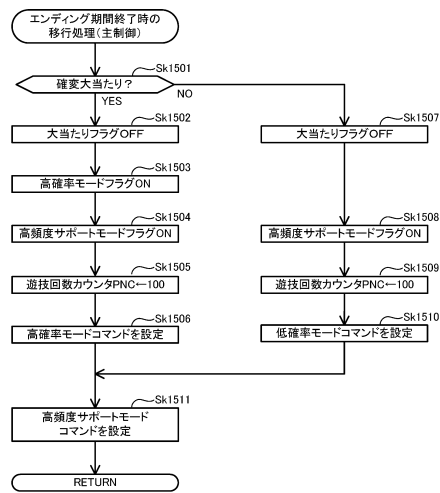 エンディング期間終了時の
移行処理(主制御)
Sk1501
確変大当たり?
YES
NO
Sk1502
大当たりフラグOFF
Sk1503
高確率モードフラグON
Sk1504
高頻度サポートモードフラグON
Sk1505
遊技回数カウンタPNC←100
Sk1506
高確率モードコマンドを設定
Sk1507
大当たりフラグOFF
Sk1508
高頻度サポートモードフラグON
Sk1509
遊技回数カウンタPNC←100
Sk1510
低確率モードコマンドを設定
Sk1511
高頻度サポートモード
コマンドを設定
RETURN